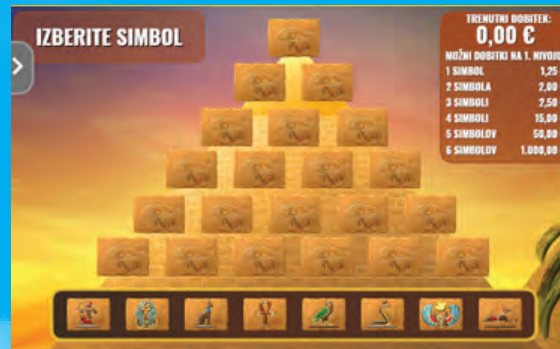 IZBERITE SIMBOL
TRENUTNI DOBITEK:
0,00 €
MOŽNI DOBITKI NA 1. NIVOJU
1 SIMBOL 1,25
2 SIMBOLA 2,00
3 SIMBOLI 2,50
4 SIMBOLI 15,00
5 SIMBOLOV 50,00
6 SIMBOLOV 1.000,00